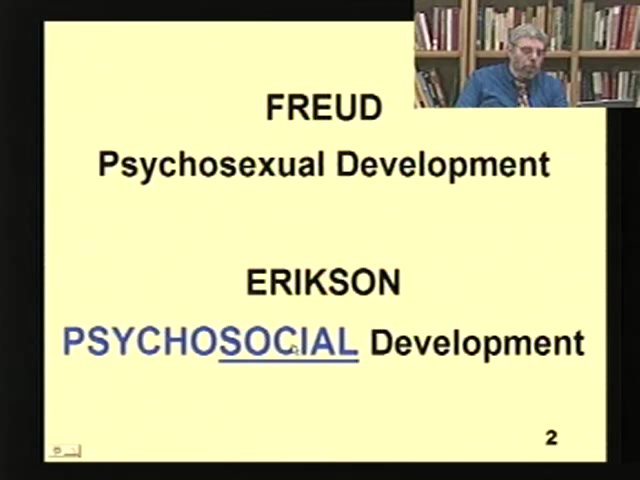 FREUD
Psychosexual Development
ERIKSON
PSYCHOSOCIAL Development
2